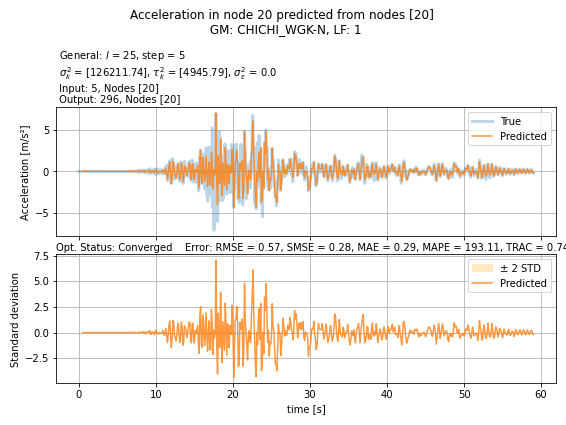 Acceleration in node 20 predicted from nodes [20]
GM: CHICHI_WGK-N, LF: 1
General: l = 25, step = 5
σ²ₖ = [126211.74], τ²ₖ = [4945.79], σ²_ε = 0.0
Input: 5, Nodes [20]
Output: 296, Nodes [20]
Acceleration [m/s²]
5
0
−5
True
Predicted
Opt. Status: Converged Error: RMSE = 0.57, SMSE = 0.28, MAE = 0.29, MAPE = 193.11, TRAC = 0.74
Standard deviation
7.5
5.0
2.5
0.0
−2.5
± 2 STD
Predicted
0 10 20 30 40 50 60
time [s]